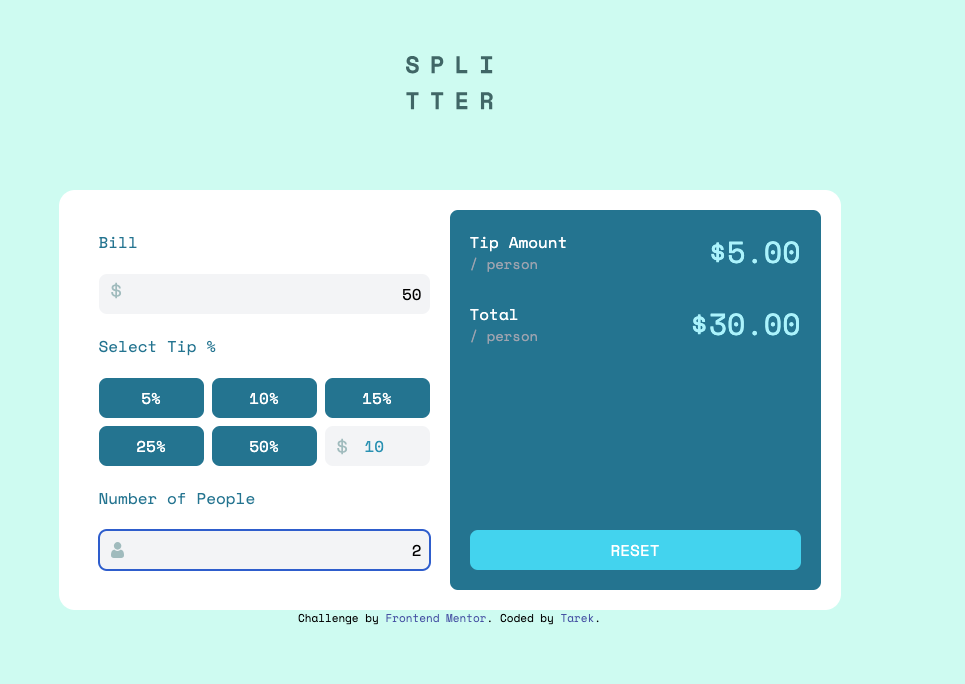 SPLI
TTER
Bill
$ 50
Select Tip %
5% 10% 15%
25% 50% $ 10
Number of People
2
Tip Amount
/ person
$5.00
Total
/ person
$30.00
RESET
Challenge by Frontend Mentor. Coded by Tarek.